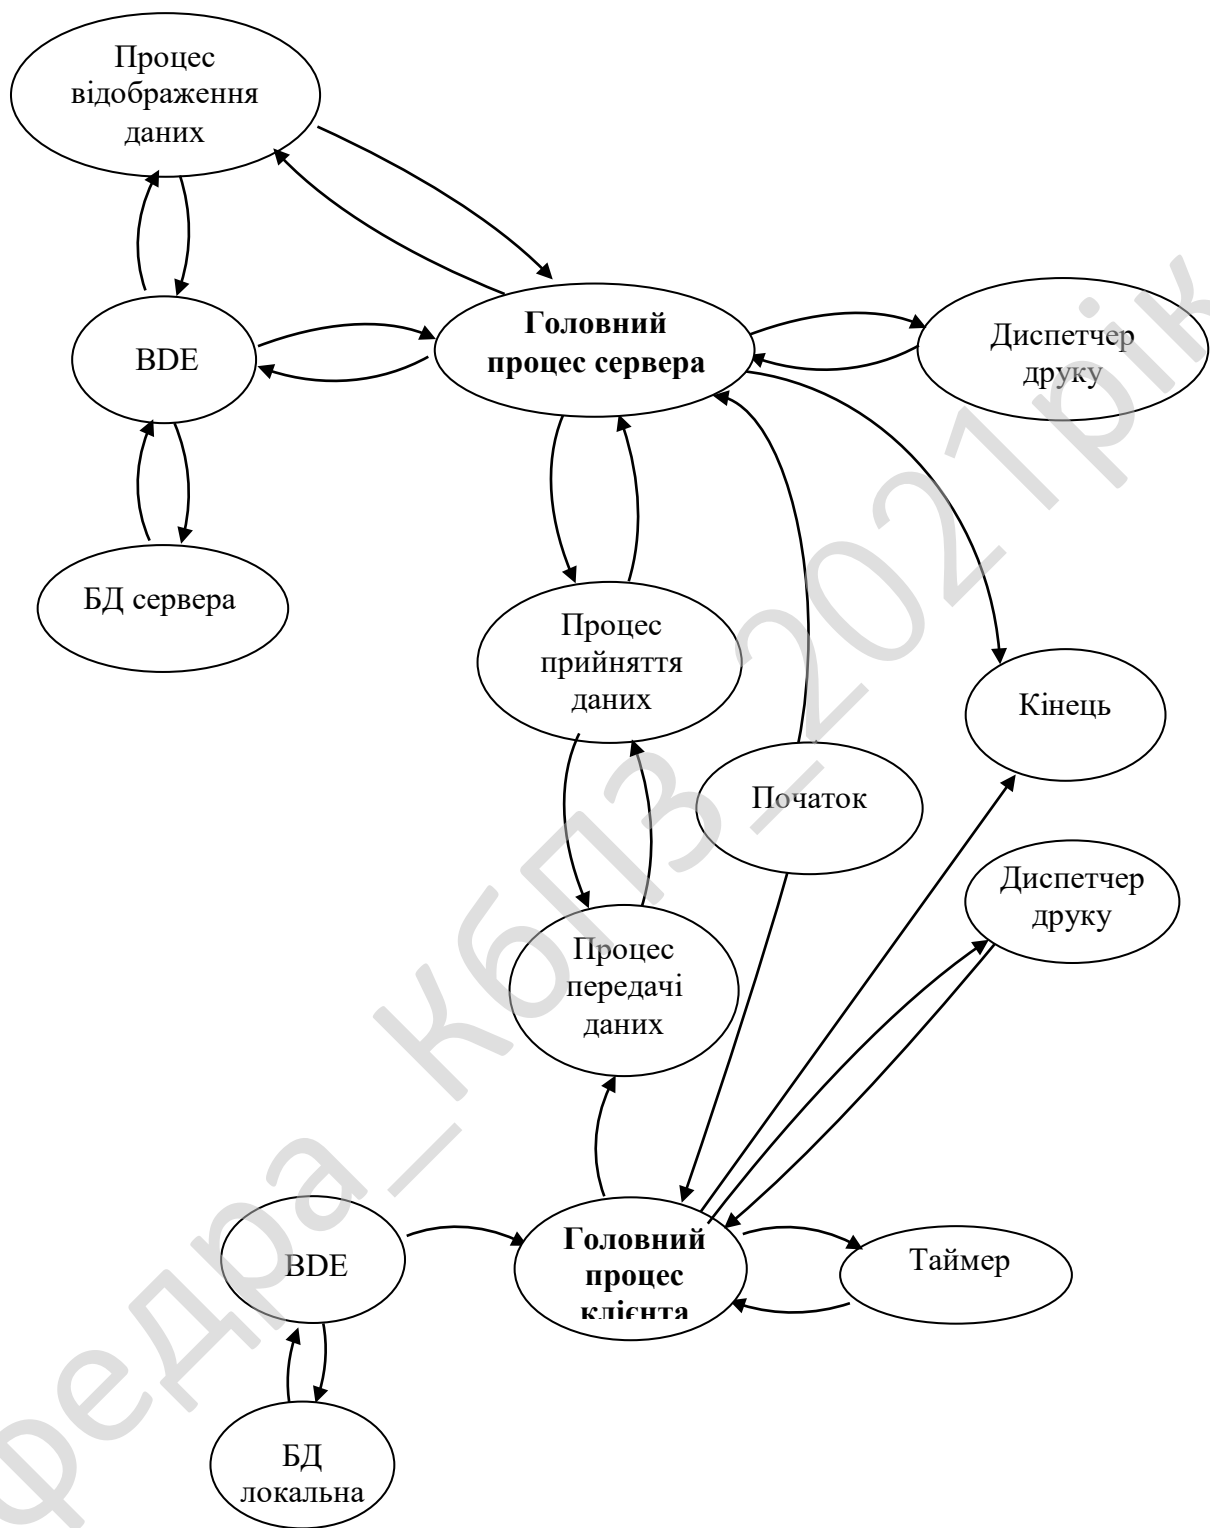 Процес
відображення
даних
BDE
Головний
процес сервера
Диспетчер
друку
БД сервера
Процес
прийняття
даних
Кінець
Початок
Диспетчер
друку
Процес
передачі
даних
BDE
Головний
процес
клієнта
Таймер
БД
локальна
федра_КбПЗ_2021рік